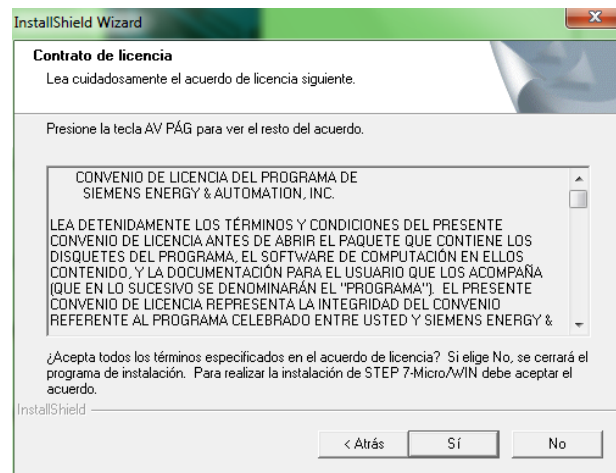 InstallShield Wizard
Contrato de licencia
Lea cuidadosamente el acuerdo de licencia siguiente.
Presione la tecla AV PÁG para ver el resto del acuerdo.
CONVENIO DE LICENCIA DEL PROGRAMA DE
SIEMENS ENERGY & AUTOMATION, INC.
LEA DETENIDAMENTE LOS TÉRMINOS Y CONDICIONES DEL PRESENTE
CONVENIO DE LICENCIA ANTES DE ABRIR EL PAQUETE QUE CONTIENE LOS
DISQUETES DEL PROGRAMA, EL SOFTWARE DE COMPUTACIÓN EN ELLOS
CONTENIDO, Y LA DOCUMENTACIÓN PARA EL USUARIO QUE LOS ACOMPAÑA
(QUE EN LO SUCESIVO SE DENOMINARÁN EL "PROGRAMA"). EL PRESENTE
CONVENIO DE LICENCIA REPRESENTA LA INTEGRIDAD DEL CONVENIO
REFERENTE AL PROGRAMA CELEBRADO ENTRE USTED Y SIEMENS ENERGY &
¿Acepta todos los términos especificados en el acuerdo de licencia? Si elige No, se cerrará el
programa de instalación. Para realizar la instalación de STEP 7-Micro/WIN debe aceptar el
acuerdo.
InstallShield
< Atrás Sí No